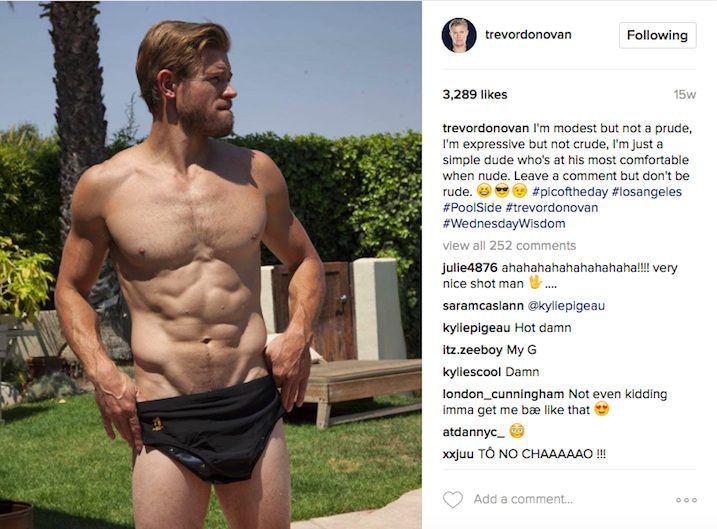 trevordonovan
Following
3,289 likes
15w
trevordonovan I'm modest but not a prude,
I'm expressive but not crude, I'm just a
simple dude who's at his most comfortable
when nude. Leave a comment but don't be
rude. 😄😎😉 #picoftheday #losangeles
#PoolSide #trevordonovan
#WednesdayWisdom
view all 252 comments
julie4876 ahahahahahahahahaha!!!! very
nice shot man 🖖 ....
saramcaslann @kyliepigeau
kyliepigeau Hot damn
itz.zeeboy My G
kyliescool Damn
london_cunningham Not even kidding
imma get me bæ like that 😍
atdannyc_ 😳
xxjuu TÔ NO CHAAAAAO !!!
Add a comment...